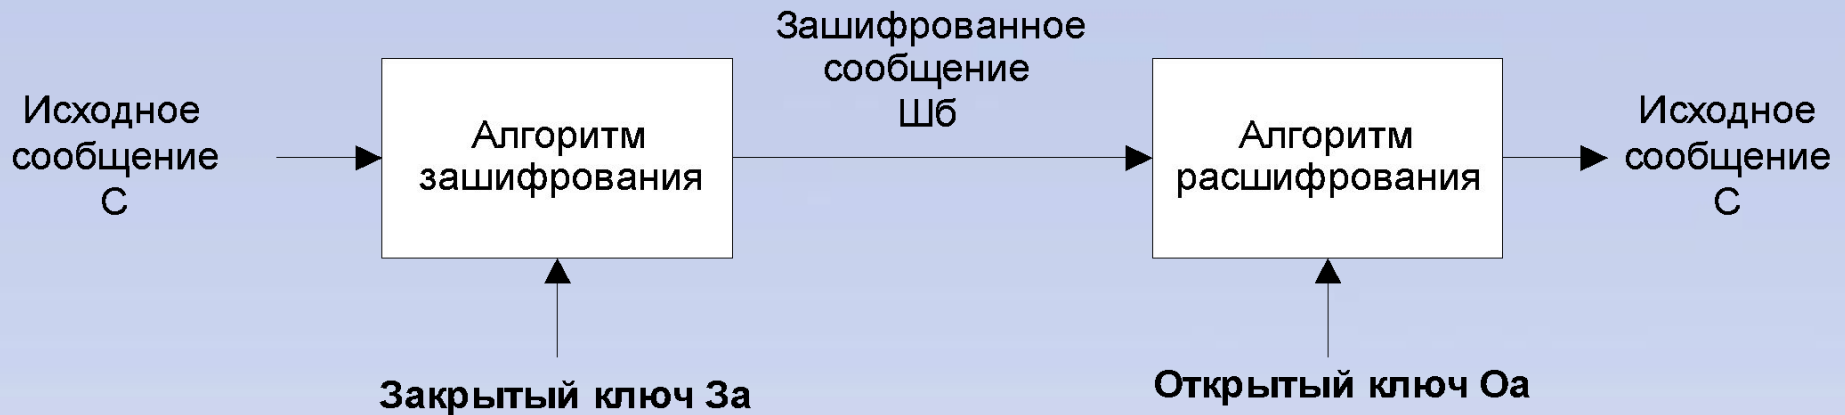 Исходное
сообщение
С
Алгоритм
зашифрования
Зашифрованное
сообщение
Шб
Алгоритм
расшифрования
Исходное
сообщение
С
Закрытый ключ За
Открытый ключ Оа